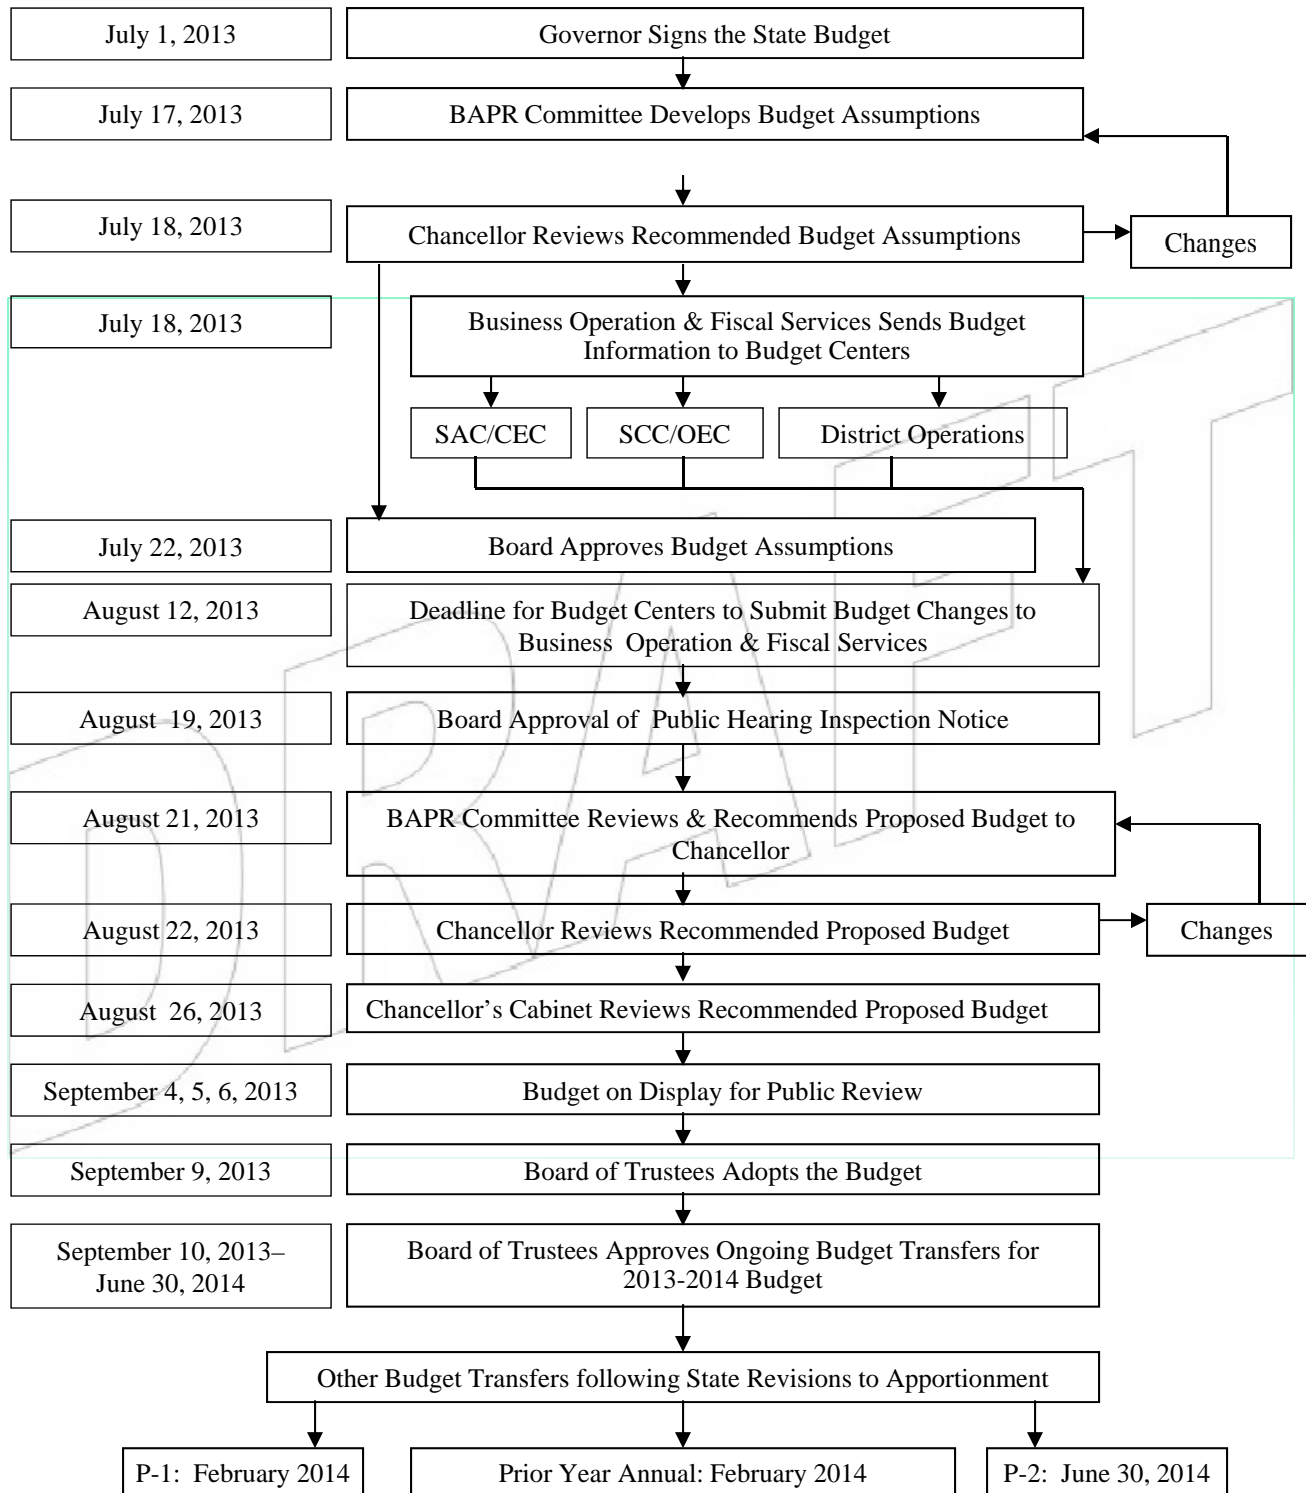 July 1, 2013
Governor Signs the State Budget
July 17, 2013
BAPR Committee Develops Budget Assumptions
July 18, 2013
Chancellor Reviews Recommended Budget Assumptions
Changes
July 18, 2013
Business Operation & Fiscal Services Sends Budget
Information to Budget Centers
SAC/CEC
SCC/OEC
District Operations
July 22, 2013
Board Approves Budget Assumptions
August 12, 2013
Deadline for Budget Centers to Submit Budget Changes to
Business Operation & Fiscal Services
August 19, 2013
Board Approval of Public Hearing Inspection Notice
August 21, 2013
BAPR Committee Reviews & Recommends Proposed Budget to
Chancellor
August 22, 2013
Chancellor Reviews Recommended Proposed Budget
Changes
August 26, 2013
Chancellor’s Cabinet Reviews Recommended Proposed Budget
September 4, 5, 6, 2013
Budget on Display for Public Review
September 9, 2013
Board of Trustees Adopts the Budget
September 10, 2013–
June 30, 2014
Board of Trustees Approves Ongoing Budget Transfers for
2013-2014 Budget
Other Budget Transfers following State Revisions to Apportionment
P-1: February 2014
Prior Year Annual: February 2014
P-2: June 30, 2014
DRAFT